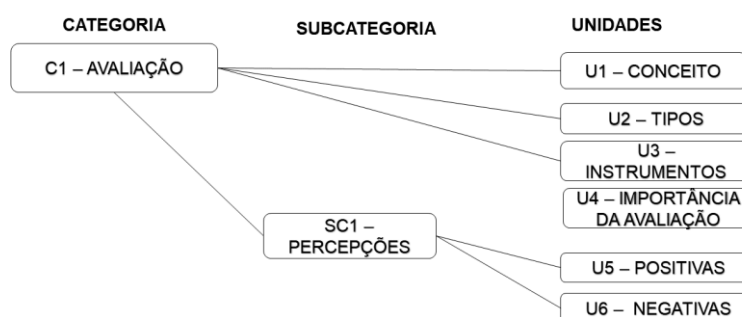 CATEGORIA
SUBCATEGORIA
UNIDADES
C1 – AVALIAÇÃO
U1 – CONCEITO
U2 – TIPOS
U3 –
INSTRUMENTOS
U4 – IMPORTÂNCIA
DA AVALIAÇÃO
SC1 –
PERCEPÇÕES
U5 – POSITIVAS
U6 – NEGATIVAS